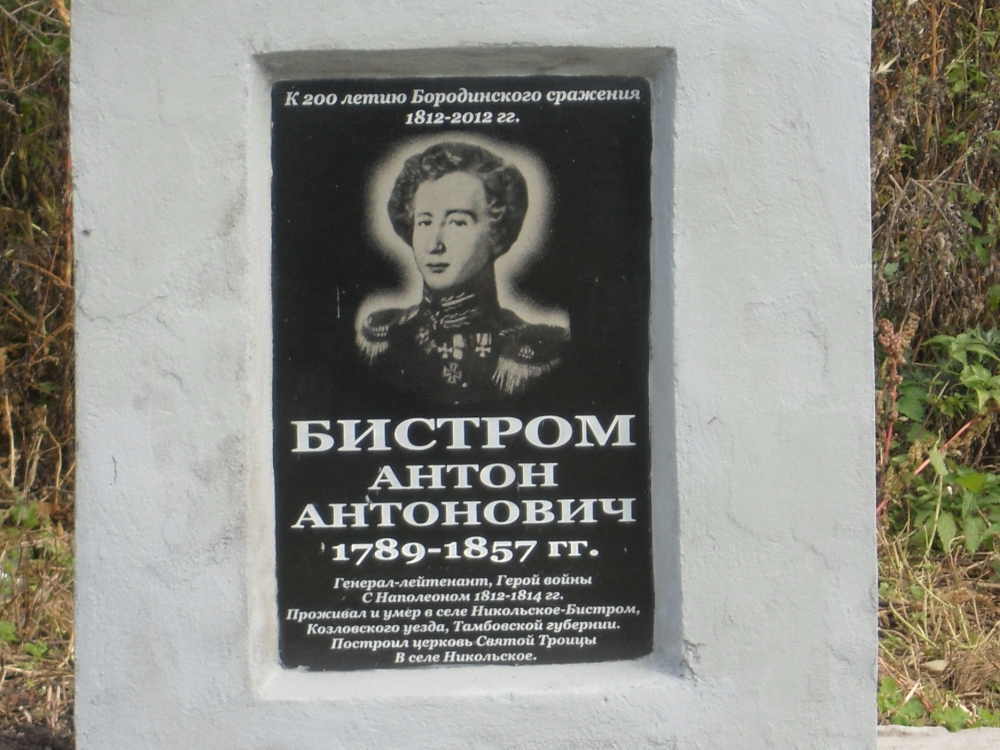 К 200 летию Бородинского сражения
1812-2012 гг.
БИСТРОМ
АНТОН
АНТОНОВИЧ
1789-1857 гг.
Генерал-лейтенант, Герой войны
С Наполеоном 1812-1814 гг.
Проживал и умер в селе Никольское-Бистром,
Козловского уезда, Тамбовской губернии.
Построил церковь Святой Троицы
В селе Никольское.